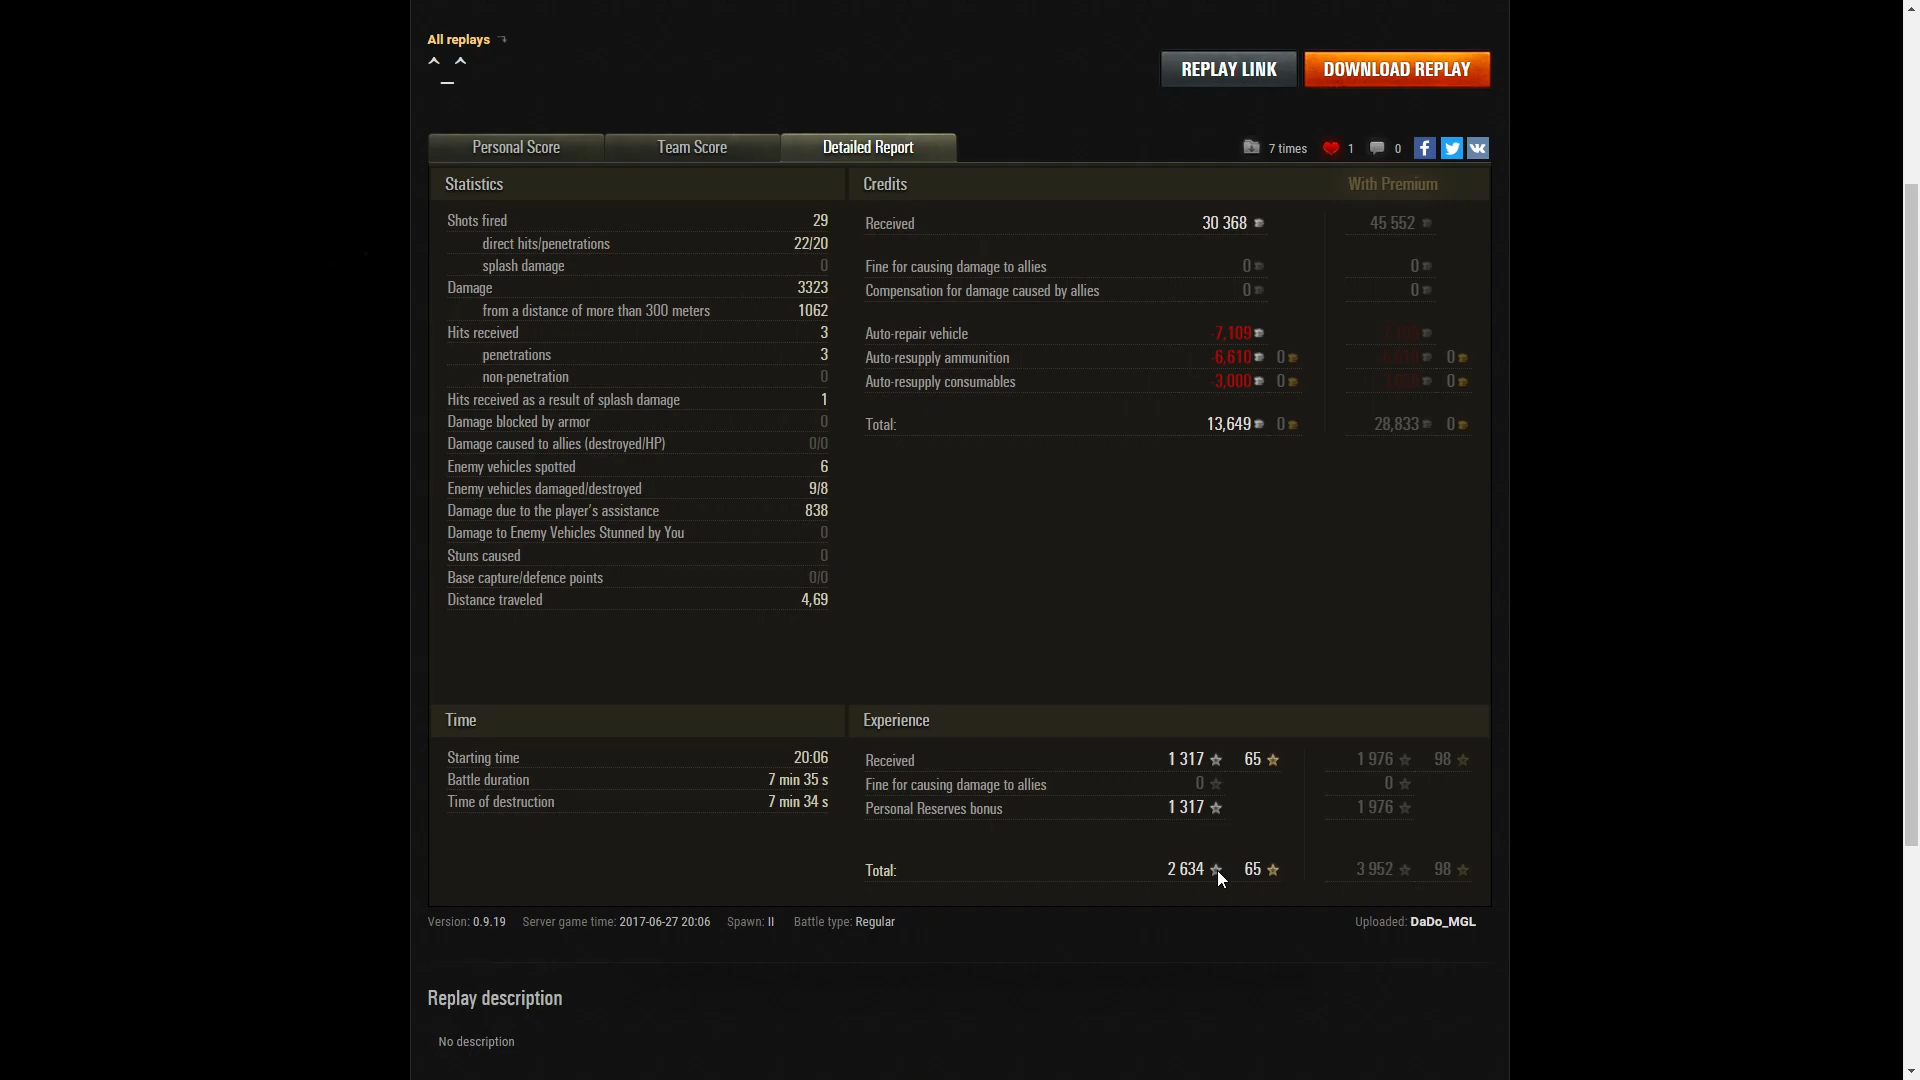 All replays
^_^
REPLAY LINK
DOWNLOAD REPLAY
Personal Score
Team Score
Detailed Report
7 times
1
0
Statistics
Shots fired 29
direct hits/penetrations 22/20
splash damage 0
Damage 3323
from a distance of more than 300 meters 1062
Hits received 3
penetrations 3
non-penetration 0
Hits received as a result of splash damage 1
Damage blocked by armor 0
Damage caused to allies (destroyed/HP) 0/0
Enemy vehicles spotted 6
Enemy vehicles damaged/destroyed 9/8
Damage due to the player's assistance 838
Damage to Enemy Vehicles Stunned by You 0
Stuns caused 0
Base capture/defence points 0/0
Distance traveled 4,69
Credits With Premium
Received 30 368 45 552
Fine for causing damage to allies 0 0
Compensation for damage caused by allies 0 0
Auto-repair vehicle -7,109 -7,109
Auto-resupply ammunition -6,610 0 -6,610 0
Auto-resupply consumables -3,000 0 -3,000 0
Total: 13,649 0 28,833 0
Time
Starting time 20:06
Battle duration 7 min 35 s
Time of destruction 7 min 34 s
Experience
Received 1 317 65 1 976 98
Fine for causing damage to allies 0 0
Personal Reserves bonus 1 317 1 976
Total: 2 634 65 3 952 98
Version: 0.9.19 Server game time: 2017-06-27 20:06 Spawn: II Battle type: Regular
Uploaded: DaDo_MGL
Replay description
No description